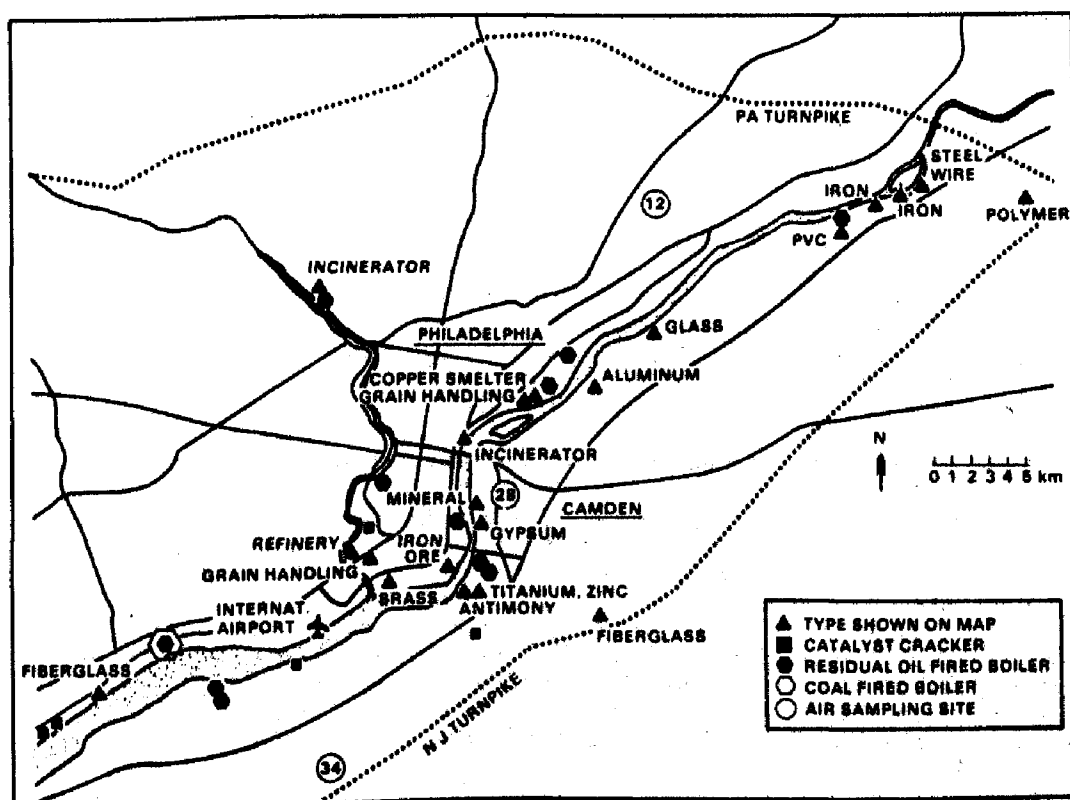 PA TURNPIKE
STEEL
WIRE
12
IRON
IRON
POLYMER
PVC
INCINERATOR
PHILADELPHIA
GLASS
COPPER SMELTER
GRAIN HANDLING
ALUMINUM
INCINERATOR
N
0 1 2 3 4 5 km
MINERAL
28
CAMDEN
GYPSUM
REFINERY
IRON
ORE
GRAIN HANDLING
BRASS
TITANIUM, ZINC
ANTIMONY
INTERNAT.
AIRPORT
FIBERGLASS
FIBERGLASS
N J TURNPIKE
34
TYPE SHOWN ON MAP
CATALYST CRACKER
RESIDUAL OIL FIRED BOILER
COAL FIRED BOILER
AIR SAMPLING SITE